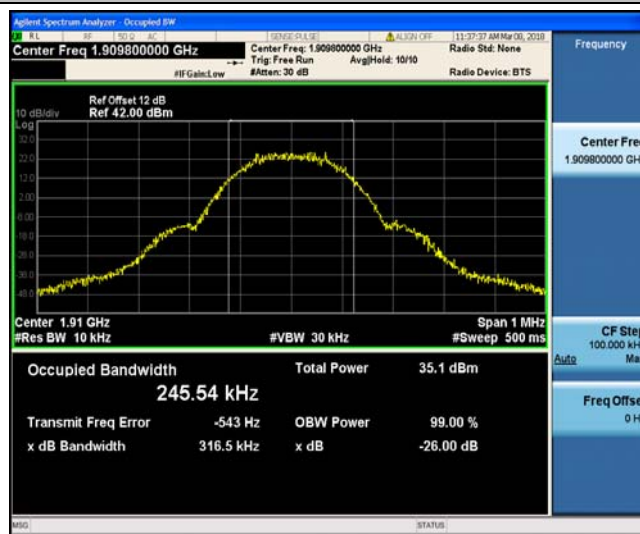 Agilent Spectrum Analyzer - Occupied BW
RL RF 50 Ω AC SENSE:PULSE ALIGN OFF 11:37:37 AM Mar 08, 2018
Center Freq 1.909800000 GHz
Center Freq: 1.909800000 GHz
Radio Std: None
Trig: Free Run Avg|Hold: 10/10
#IFGain:Low #Atten: 30 dB Radio Device: BTS
Ref Offset 12 dB
10 dB/div Ref 42.00 dBm
Log
32.0
22.0
12.0
2.00
-8.00
-18.0
-28.0
-38.0
-48.0
Center 1.91 GHz Span 1 MHz
#Res BW 10 kHz #VBW 30 kHz #Sweep 500 ms
Occupied Bandwidth Total Power 35.1 dBm
245.54 kHz
Transmit Freq Error -543 Hz OBW Power 99.00 %
x dB Bandwidth 316.5 kHz x dB -26.00 dB
Frequency
Center Fre
1.909800000 GH
CF Step
100.000 kH
Auto Ma
Freq Offse
0 H
MSG STATUS